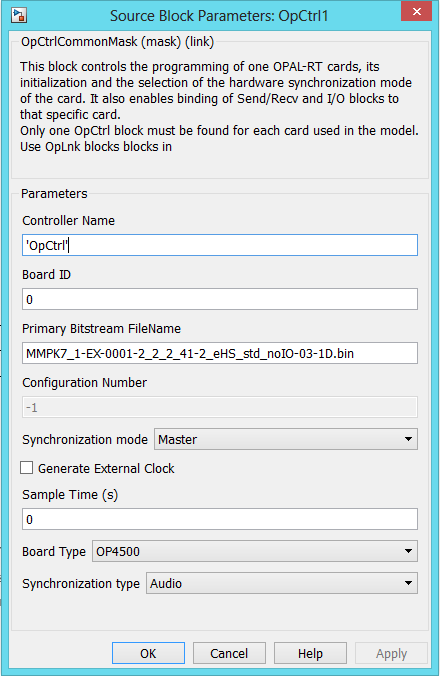 Source Block Parameters: OpCtrl1
OpCtrlCommonMask (mask) (link)
This block controls the programming of one OPAL-RT cards, its
initialization and the selection of the hardware synchronization mode
of the card. It also enables binding of Send/Recv and I/O blocks to
that specific card.
Only one OpCtrl block must be found for each card used in the model.
Use OpLnk blocks blocks in
Parameters
Controller Name
'OpCtrl'
Board ID
0
Primary Bitstream FileName
MMPK7_1-EX-0001-2_2_2_41-2_eHS_std_noIO-03-1D.bin
Configuration Number
-1
Synchronization mode Master
Generate External Clock
Sample Time (s)
0
Board Type OP4500
Synchronization type Audio
OK Cancel Help Apply